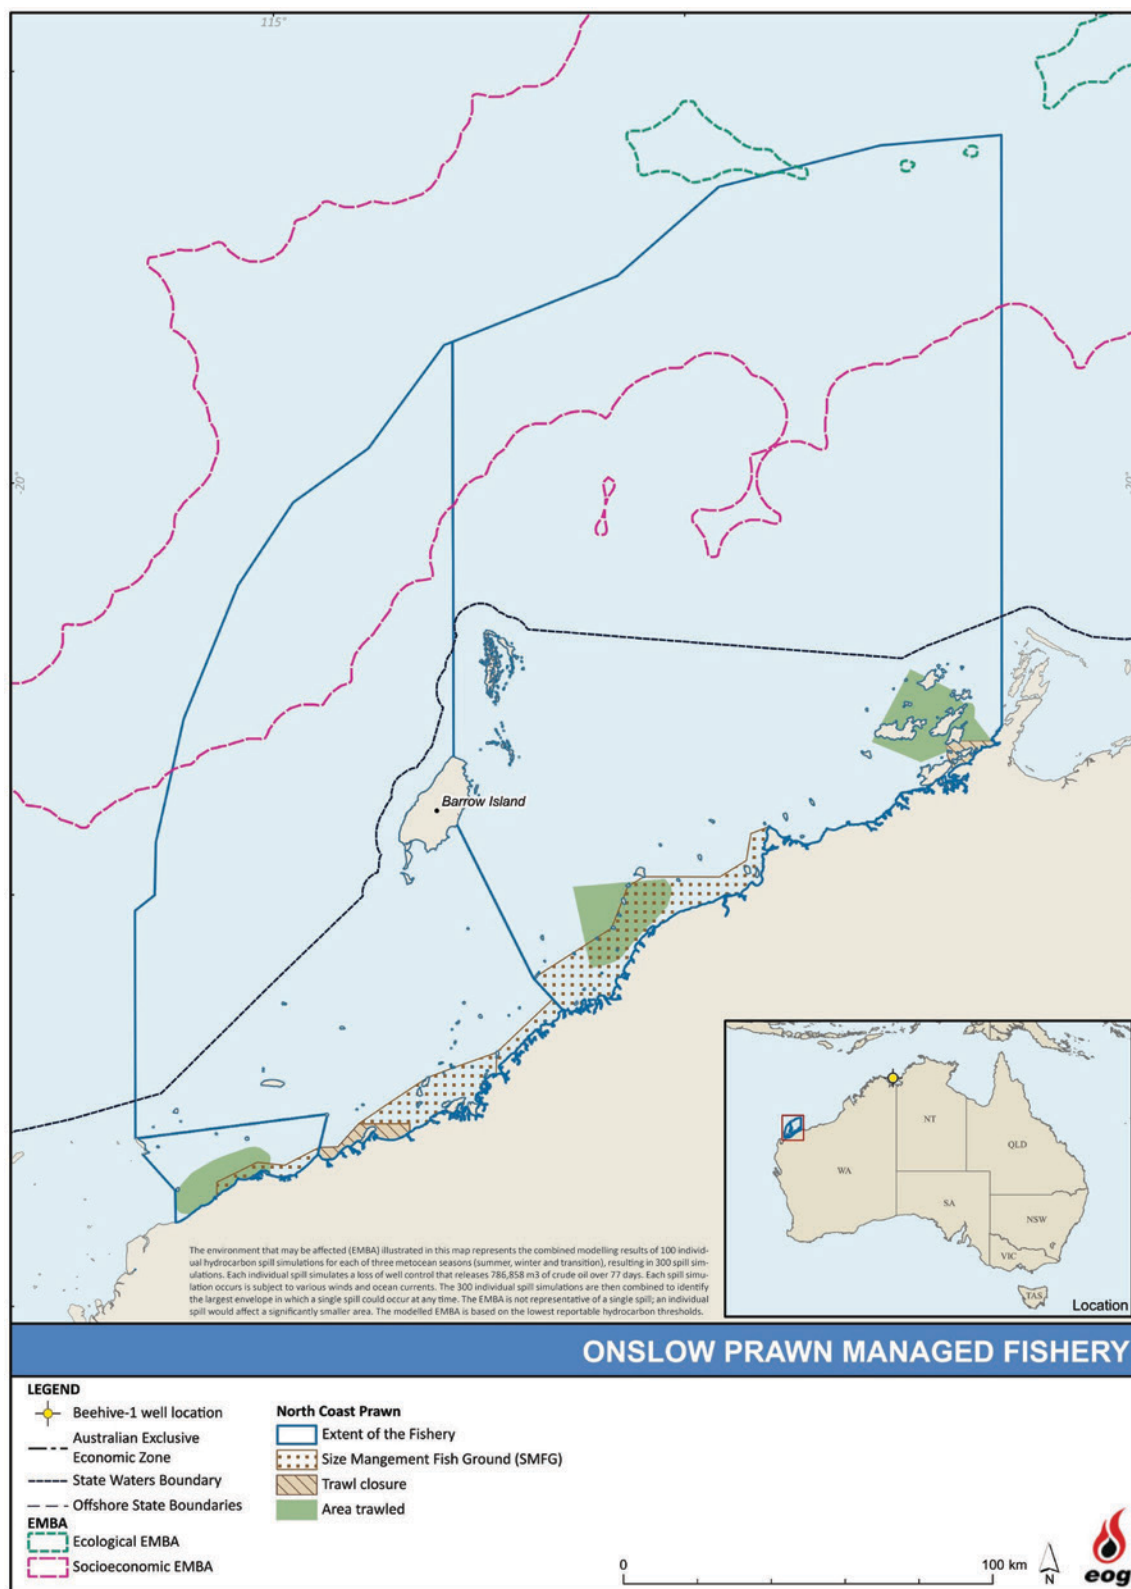 115°
-20°
-20°
Barrow Island
NT
QLD
WA
SA
NSW
VIC
TAS
Location
The environment that may be affected (EMBA) illustrated in this map represents the combined modelling results of 100 individ-
ual hydrocarbon spill simulations for each of three metocean seasons (summer, winter and transition), resulting in 300 spill sim-
ulations. Each individual spill simulates a loss of well control that releases 786,858 m3 of crude oil over 77 days. Each spill simu-
lation occurs is subject to various winds and ocean currents. The 300 individual spill simulations are then combined to identify
the largest envelope in which a single spill could occur at any time. The EMBA is not representative of a single spill; an individual
spill would affect a significantly smaller area. The modelled EMBA is based on the lowest reportable hydrocarbon thresholds.
ONSLOW PRAWN MANAGED FISHERY
LEGEND
Beehive-1 well location
Australian Exclusive
Economic Zone
State Waters Boundary
Offshore State Boundaries
EMBA
Ecological EMBA
Socioeconomic EMBA
North Coast Prawn
Extent of the Fishery
Size Mangement Fish Ground (SMFG)
Trawl closure
Area trawled
0
100 km
N
eog